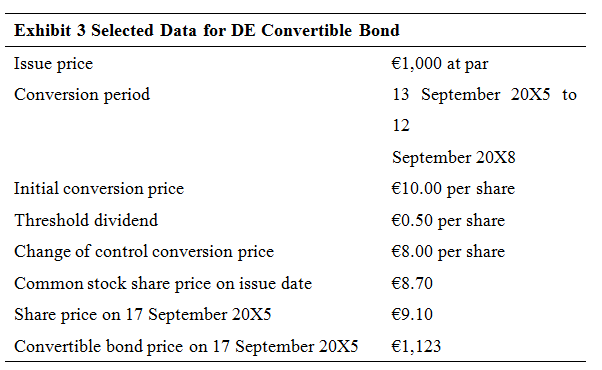 Exhibit 3 Selected Data for DE Convertible Bond
Issue price €1,000 at par
Conversion period 13 September 20X5 to
12
September 20X8
Initial conversion price €10.00 per share
Threshold dividend €0.50 per share
Change of control conversion price €8.00 per share
Common stock share price on issue date €8.70
Share price on 17 September 20X5 €9.10
Convertible bond price on 17 September 20X5 €1,123